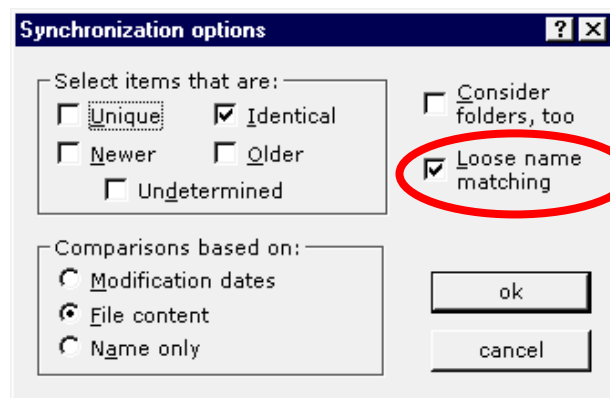 Synchronization options
Select items that are:
Unique
Identical
Newer
Older
Undetermined
Consider
folders, too
Loose name
matching
Comparisons based on:
Modification dates
File content
Name only
ok
cancel